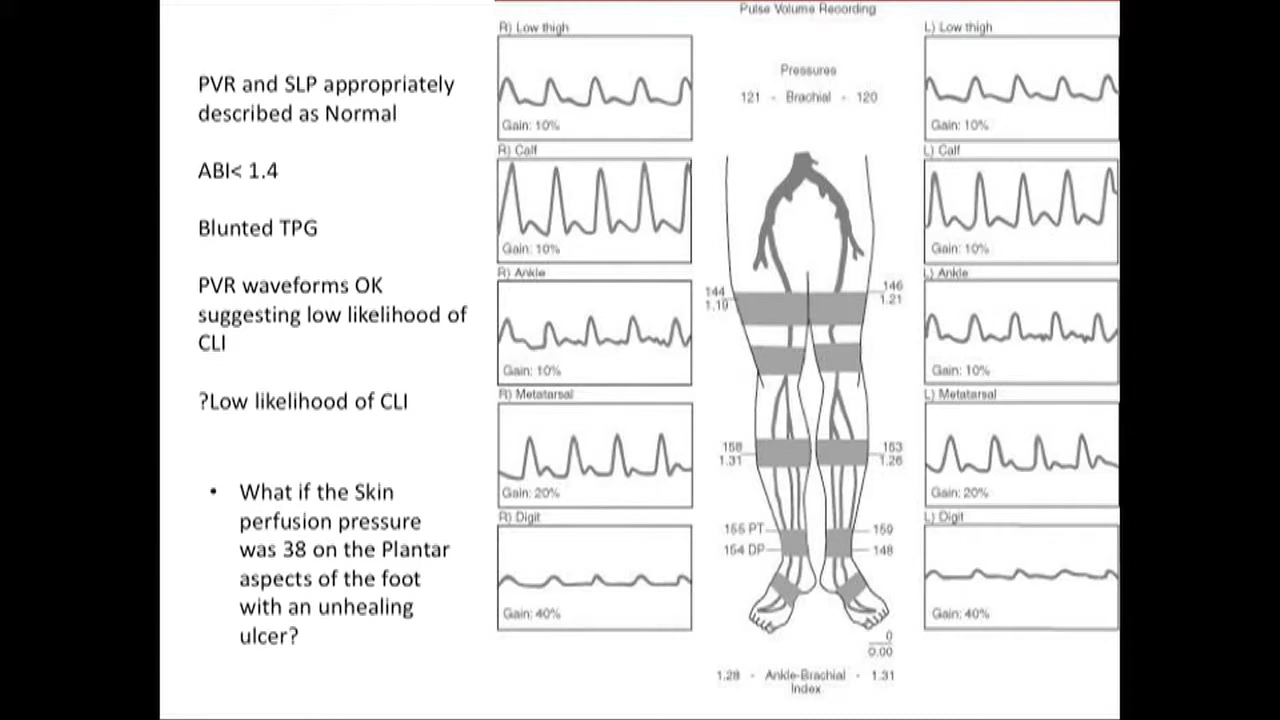 PVR and SLP appropriately
described as Normal
ABI< 1.4
Blunted TPG
PVR waveforms OK
suggesting low likelihood of
CLI
?Low likelihood of CLI
• What if the Skin
perfusion pressure
was 38 on the Plantar
aspects of the foot
with an unhealing
ulcer?
Pulse Volume Recording
R) Low thigh
Gain: 10%
R) Calf
Gain: 10%
R) Ankle
Gain: 10%
R) Metatarsal
Gain: 20%
R) Digit
Gain: 40%
Pressures
121 - Brachial - 120
144
1.19
146
1.21
158
1.31
153
1.26
155 PT
159
154 DP
148
0
0.00
1.28 - Ankle-Brachial - 1.31
Index
L) Low thigh
Gain: 10%
L) Calf
Gain: 10%
L) Ankle
Gain: 10%
L) Metatarsal
Gain: 20%
L) Digit
Gain: 40%